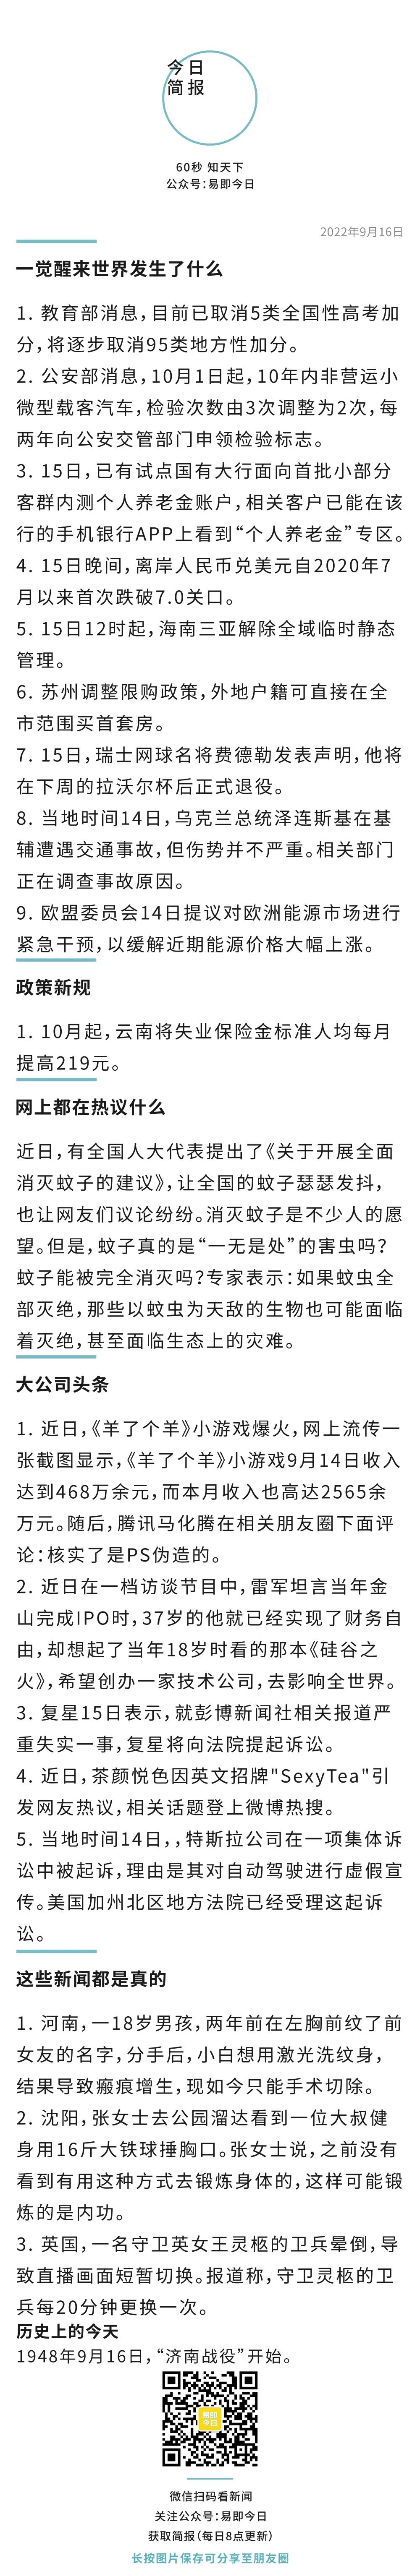 今日
简报
60秒 知天下
公众号：易即今日
2022年9月16日
一觉醒来世界发生了什么
1. 教育部消息，目前已取消5类全国性高考加
分，将逐步取消95类地方性加分。
2. 公安部消息，10月1日起，10年内非营运小
微型载客汽车，检验次数由3次调整为2次，每
两年向公安交管部门申领检验标志。
3. 15日，已有试点国有大行面向首批小部分
客群内测个人养老金账户，相关客户已能在该
行的手机银行APP上看到“个人养老金”专区。
4. 15日晚间，离岸人民币兑美元自2020年7
月以来首次跌破7.0关口。
5. 15日12时起，海南三亚解除全域临时静态
管理。
6. 苏州调整限购政策，外地户籍可直接在全
市范围买首套房。
7. 15日，瑞士网球名将费德勒发表声明，他将
在下周的拉沃尔杯后正式退役。
8. 当地时间14日，乌克兰总统泽连斯基在基
辅遭遇交通事故，但伤势并不严重。相关部门
正在调查事故原因。
9. 欧盟委员会14日提议对欧洲能源市场进行
紧急干预，以缓解近期能源价格大幅上涨。
政策新规
1. 10月起，云南将失业保险金标准人均每月
提高219元。
网上都在热议什么
近日，有全国人大代表提出了《关于开展全面
消灭蚊子的建议》，让全国的蚊子瑟瑟发抖，
也让网友们议论纷纷。消灭蚊子是不少人的愿
望。但是，蚊子真的是“一无是处”的害虫吗？
蚊子能被完全消灭吗？专家表示：如果蚊虫全
部灭绝，那些以蚊虫为天敌的生物也可能面临
着灭绝，甚至面临生态上的灾难。
大公司头条
1. 近日，《羊了个羊》小游戏爆火，网上流传一
张截图显示，《羊了个羊》小游戏9月14日收入
达到468万余元，而本月收入也高达2565余
万元。随后，腾讯马化腾在相关朋友圈下面评
论：核实了是PS伪造的。
2. 近日在一档访谈节目中，雷军坦言当年金
山完成IPO时，37岁的他就已经实现了财务自
由，却想起了当年18岁时看的那本《硅谷之
火》，希望创办一家技术公司，去影响全世界。
3. 复星15日表示，就彭博新闻社相关报道严
重失实一事，复星将向法院提起诉讼。
4. 近日，茶颜悦色因英文招牌"SexyTea"引
发网友热议，相关话题登上微博热搜。
5. 当地时间14日，，特斯拉公司在一项集体诉
讼中被起诉，理由是其对自动驾驶进行虚假宣
传。美国加州北区地方法院已经受理这起诉
讼。
这些新闻都是真的
1. 河南，一18岁男孩，两年前在左胸前纹了前
女友的名字，分手后，小白想用激光洗纹身，
结果导致瘢痕增生，现如今只能手术切除。
2. 沈阳，张女士去公园溜达看到一位大叔健
身用16斤大铁球捶胸口。张女士说，之前没有
看到有用这种方式去锻炼身体的，这样可能锻
炼的是内功。
3. 英国，一名守卫英女王灵柩的卫兵晕倒，导
致直播画面短暂切换。报道称，守卫灵柩的卫
兵每20分钟更换一次。
历史上的今天
1948年9月16日，“济南战役”开始。
易即
今日
微信扫码看新闻
关注公众号：易即今日
获取简报（每日8点更新）
长按图片保存可分享至朋友圈